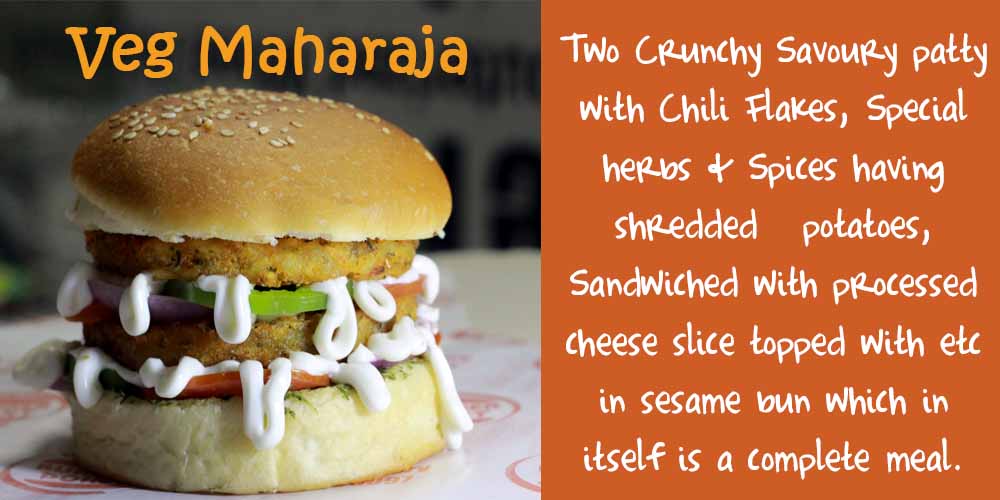 Veg Maharaja
Two Crunchy Savoury patty
with Chili Flakes, Special
herbs & Spices having
shredded potatoes,
Sandwiched with processed
cheese slice topped with etc
in sesame bun which in
itself is a complete meal.